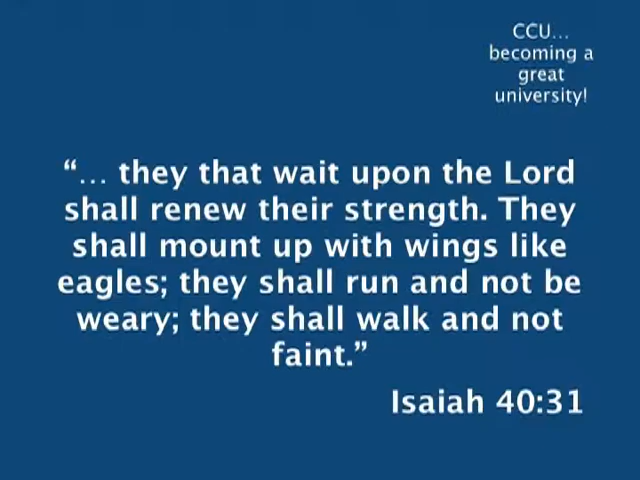 CCU...
becoming a
great
university!
“... they that wait upon the Lord
shall renew their strength. They
shall mount up with wings like
eagles; they shall run and not be
weary; they shall walk and not
faint.”
Isaiah 40:31